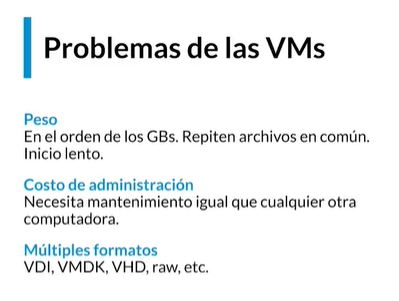 Problemas de las VMs
Peso
En el orden de los GBs. Repiten archivos en común.
Inicio lento.
Costo de administración
Necesita mantenimiento igual que cualquier otra
computadora.
Múltiples formatos
VDI, VMDK, VHD, raw, etc.